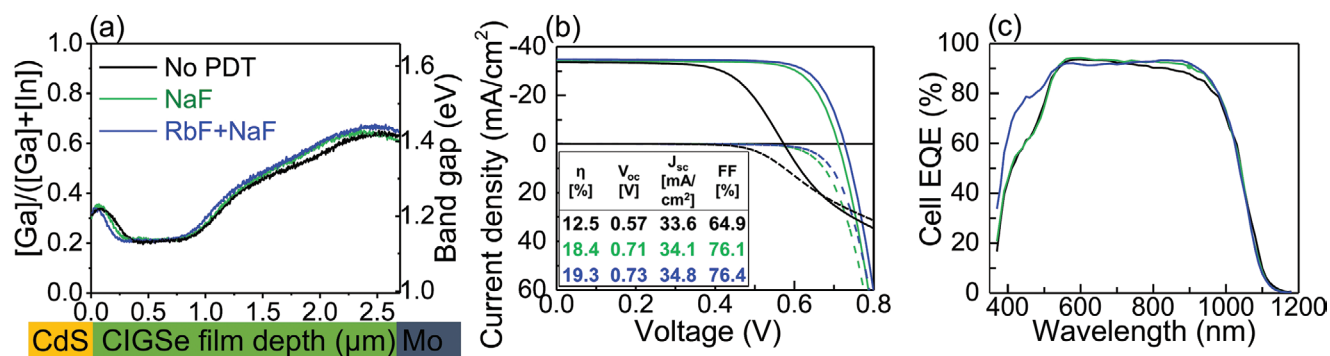 (a)
No PDT
NaF
RbF+NaF
[Ga]/([Ga]+[In])
1.0
0.8
0.6
0.4
0.2
0.0
Band gap (eV)
1.6
1.4
1.2
1.0
0.0 0.5 1.0 1.5 2.0 2.5
CdS CIGSe film depth (µm) Mo
(b)
Current density (mA/cm²)
-40
-20
0
20
40
60
η Voc Jsc FF
[%] [V] [mA/ [%]
cm²]
12.5 0.57 33.6 64.9
18.4 0.71 34.1 76.1
19.3 0.73 34.8 76.4
0.0 0.2 0.4 0.6 0.8
Voltage (V)
(c)
Cell EQE (%)
100
80
60
40
20
0
400 600 800 1000 1200
Wavelength (nm)